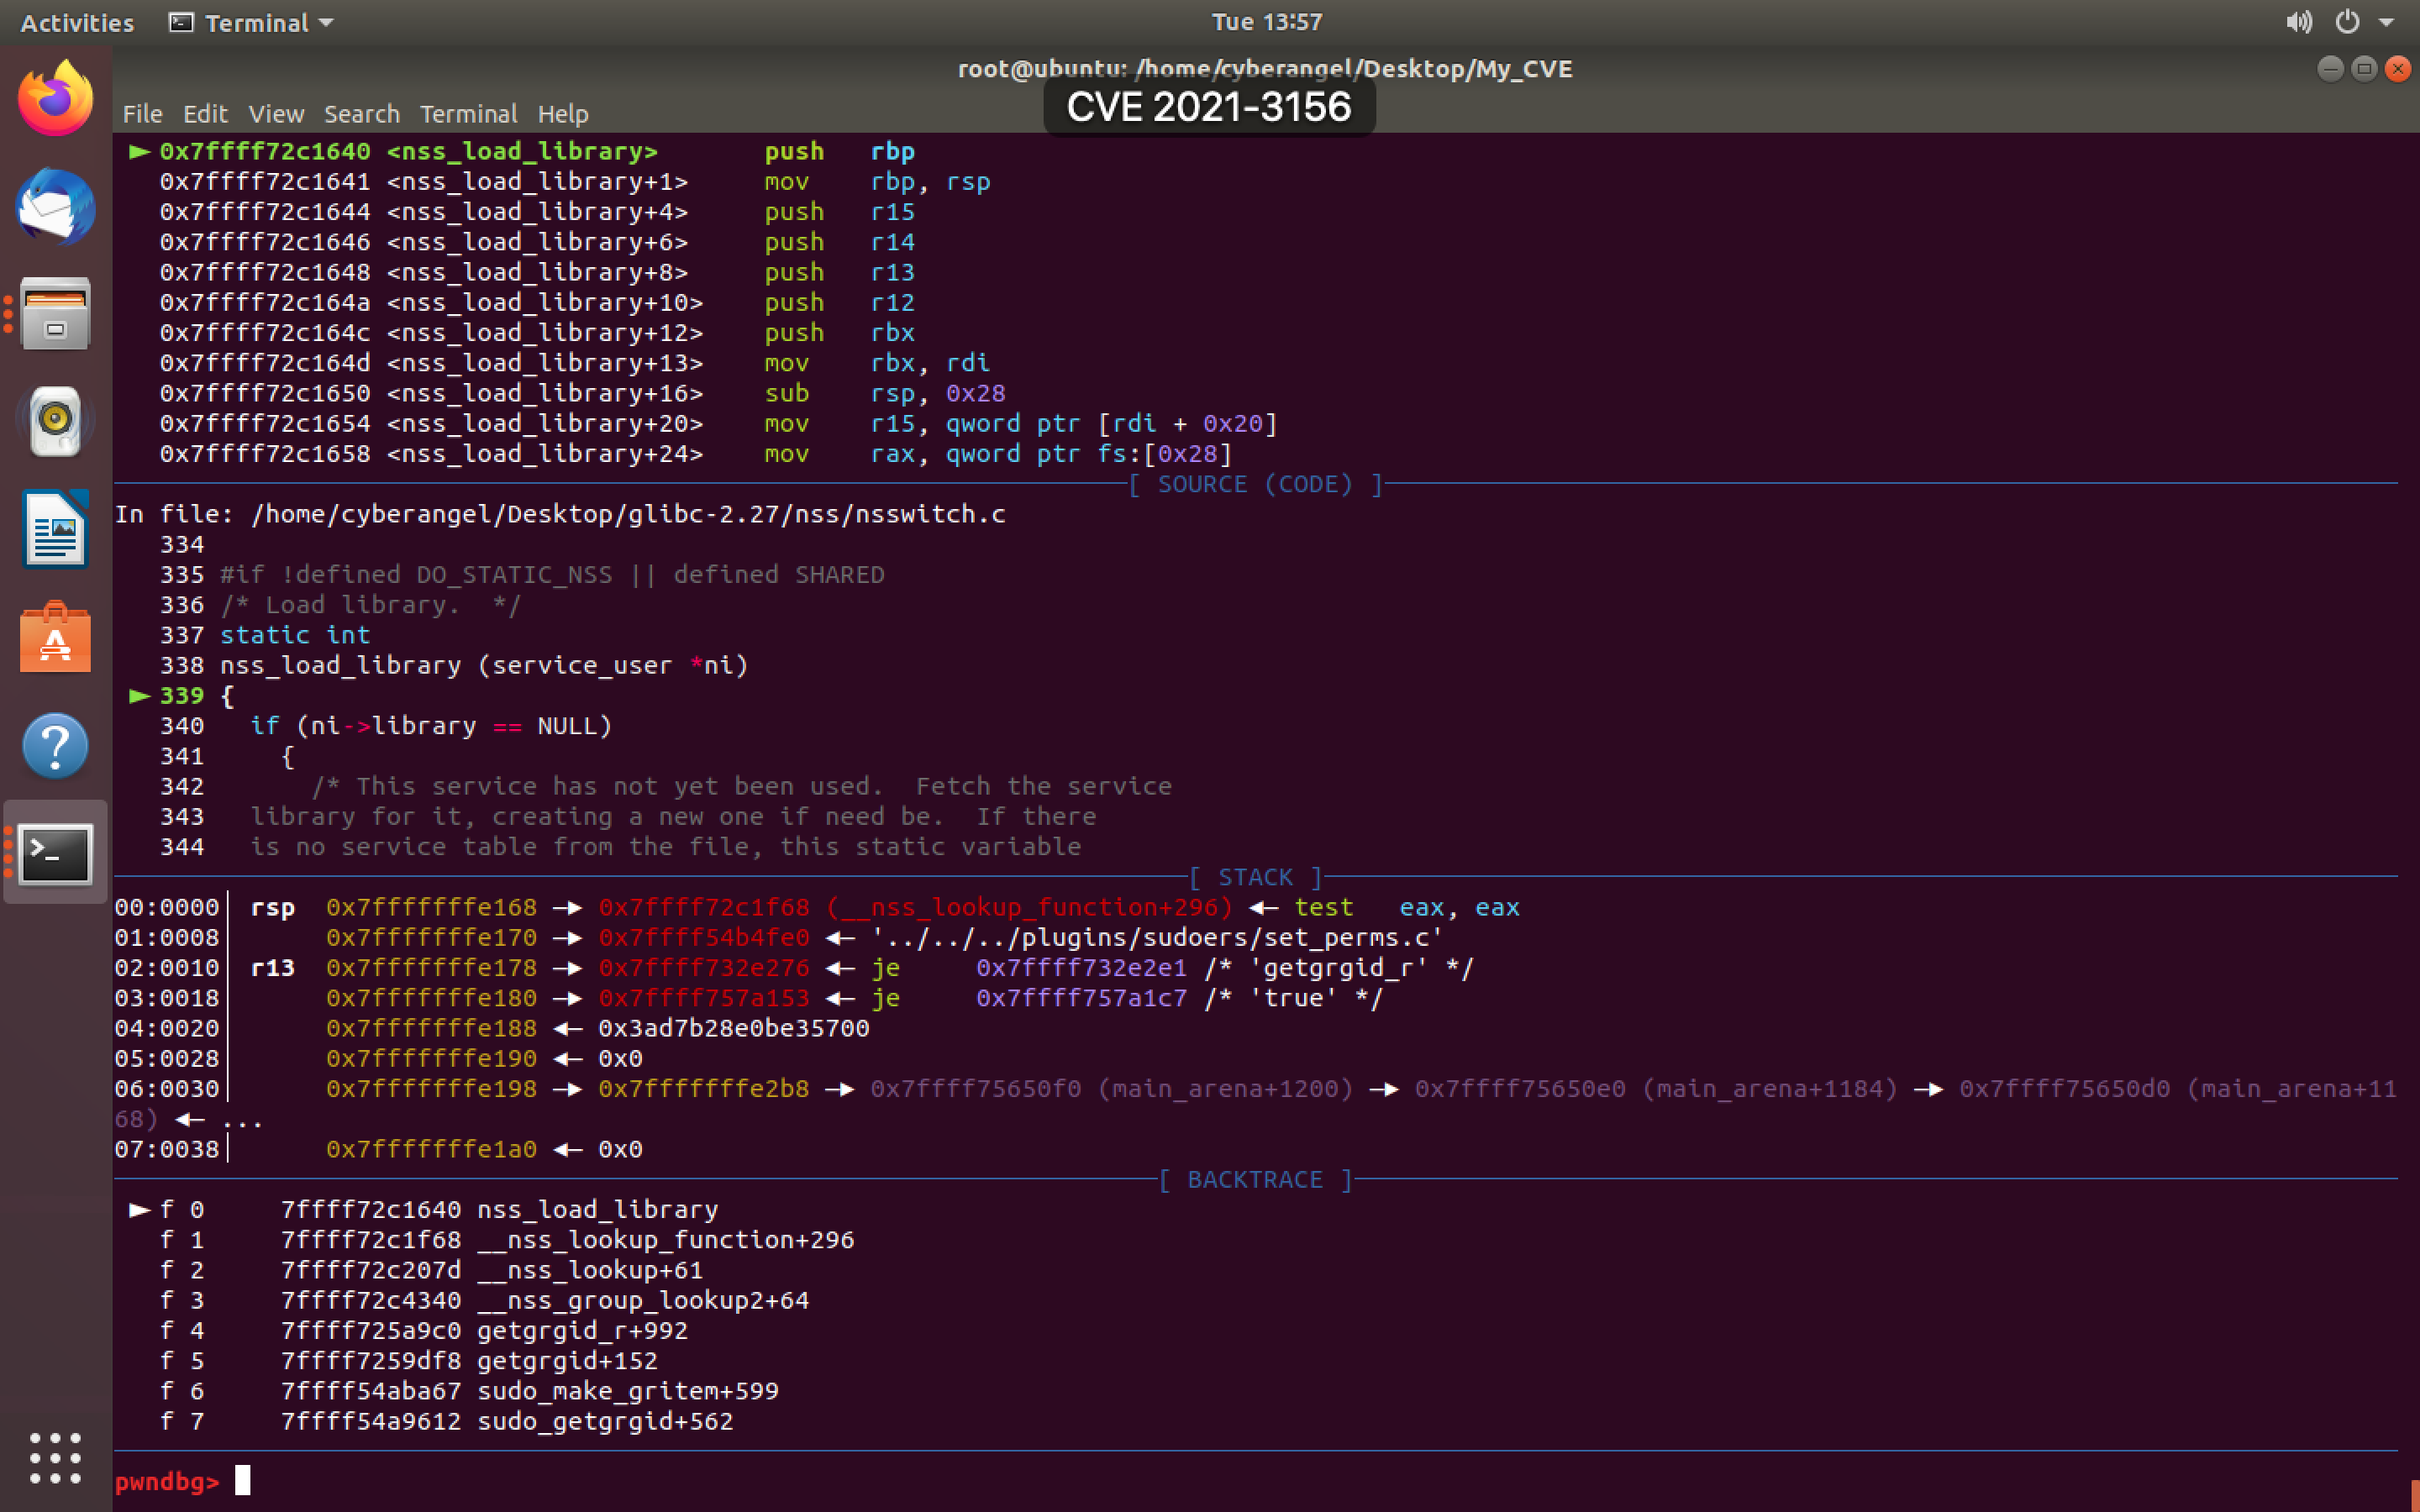 Activities Terminal Tue 13:57
root@ubuntu: /home/cyberangel/Desktop/My_CVE
CVE 2021-3156
File Edit View Search Terminal Help
► 0x7ffff72c1640 <nss_load_library> push rbp
0x7ffff72c1641 <nss_load_library+1> mov rbp, rsp
0x7ffff72c1644 <nss_load_library+4> push r15
0x7ffff72c1646 <nss_load_library+6> push r14
0x7ffff72c1648 <nss_load_library+8> push r13
0x7ffff72c164a <nss_load_library+10> push r12
0x7ffff72c164c <nss_load_library+12> push rbx
0x7ffff72c164d <nss_load_library+13> mov rbx, rdi
0x7ffff72c1650 <nss_load_library+16> sub rsp, 0x28
0x7ffff72c1654 <nss_load_library+20> mov r15, qword ptr [rdi + 0x20]
0x7ffff72c1658 <nss_load_library+24> mov rax, qword ptr fs:[0x28]
[ SOURCE (CODE) ]
In file: /home/cyberangel/Desktop/glibc-2.27/nss/nsswitch.c
334
335 #if !defined DO_STATIC_NSS || defined SHARED
336 /* Load library. */
337 static int
338 nss_load_library (service_user *ni)
► 339 {
340 if (ni->library == NULL)
341 {
342 /* This service has not yet been used. Fetch the service
343 library for it, creating a new one if need be. If there
344 is no service table from the file, this static variable
[ STACK ]
00:0000│ rsp 0x7fffffffe168 —▸ 0x7ffff72c1f68 (__nss_lookup_function+296) ◂— test eax, eax
01:0008│ 0x7fffffffe170 —▸ 0x7ffff54b4fe0 ◂— '../../../plugins/sudoers/set_perms.c'
02:0010│ r13 0x7fffffffe178 —▸ 0x7ffff732e276 ◂— je 0x7ffff732e2e1 /* 'getgrgid_r' */
03:0018│ 0x7fffffffe180 —▸ 0x7ffff757a153 ◂— je 0x7ffff757a1c7 /* 'true' */
04:0020│ 0x7fffffffe188 ◂— 0x3ad7b28e0be35700
05:0028│ 0x7fffffffe190 ◂— 0x0
06:0030│ 0x7fffffffe198 —▸ 0x7fffffffe2b8 —▸ 0x7ffff75650f0 (main_arena+1200) —▸ 0x7ffff75650e0 (main_arena+1184) —▸ 0x7ffff75650d0 (main_arena+11
68) ◂— ...
07:0038│ 0x7fffffffe1a0 ◂— 0x0
[ BACKTRACE ]
► f 0 7ffff72c1640 nss_load_library
f 1 7ffff72c1f68 __nss_lookup_function+296
f 2 7ffff72c207d __nss_lookup+61
f 3 7ffff72c4340 __nss_group_lookup2+64
f 4 7ffff725a9c0 getgrgid_r+992
f 5 7ffff7259df8 getgrgid+152
f 6 7ffff54aba67 sudo_make_gritem+599
f 7 7ffff54a9612 sudo_getgrgid+562
pwndbg>